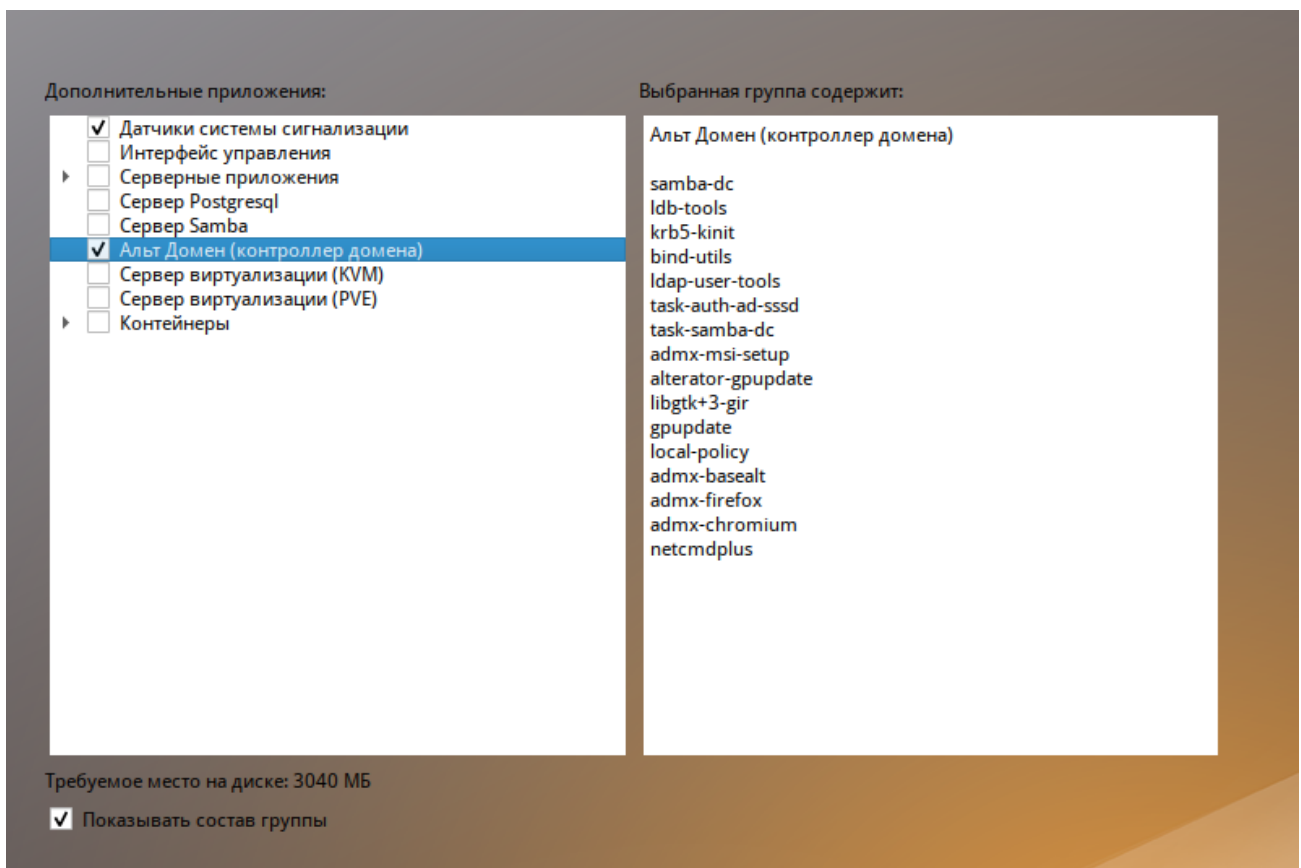 Дополнительные приложения:
Датчики системы сигнализации
Интерфейс управления
Серверные приложения
Сервер Postgresql
Сервер Samba
Альт Домен (контроллер домена)
Сервер виртуализации (KVM)
Сервер виртуализации (PVE)
Контейнеры
Выбранная группа содержит:
Альт Домен (контроллер домена)
samba-dc
ldb-tools
krb5-kinit
bind-utils
ldap-user-tools
task-auth-ad-sssd
task-samba-dc
admx-msi-setup
alterator-gpupdate
libgtk+3-gir
gpupdate
local-policy
admx-basealt
admx-firefox
admx-chromium
netcmdplus
Требуемое место на диске: 3040 МБ
Показывать состав группы